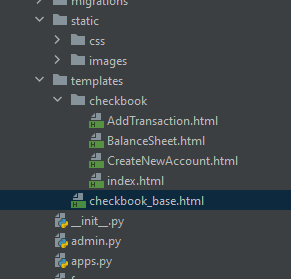 migrations
static
css
images
templates
checkbook
AddTransaction.html
BalanceSheet.html
CreateNewAccount.html
index.html
checkbook_base.html
__init__.py
admin.py
apps.py